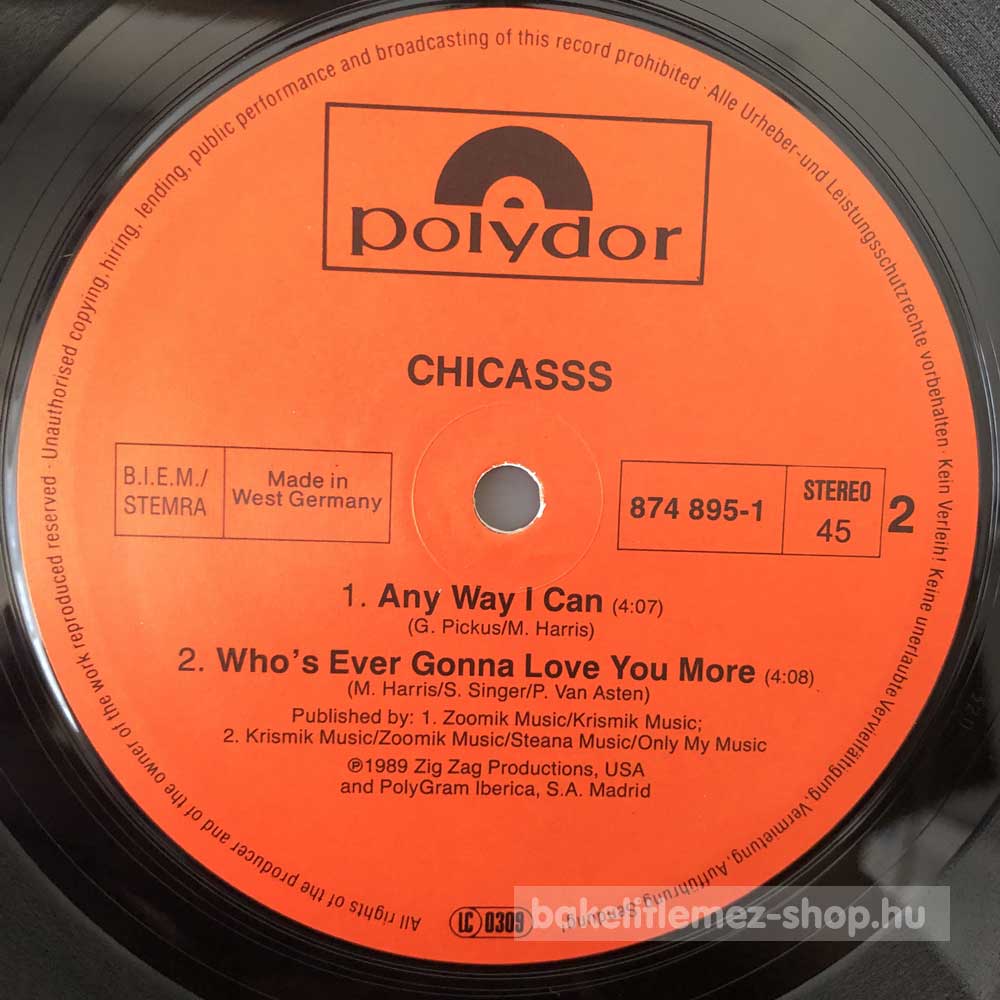 polydor
CHICASSS
B.I.E.M./
STEMRA
Made in
West Germany
874 895-1
STEREO
45
2
1. Any Way I Can (4:07)
(G. Pickus/M. Harris)
2. Who's Ever Gonna Love You More (4:08)
(M. Harris/S. Singer/P. Van Asten)
Published by: 1. Zoomik Music/Krismik Music;
2. Krismik Music/Zoomik Music/Steana Music/Only My Music
℗1989 Zig Zag Productions, USA
and PolyGram Iberica, S.A. Madrid
All rights of the producer and of the owner of the work reproduced reserved · Unauthorised copying, hiring, lending, public performance and broadcasting of this record prohibited · Alle Urheber-und Leistungsschutzrechte vorbehalten · Kein Verleih! Keine unerlaubte Vervielfältigung, Vermietung, Aufführung, Sendung!
LC 0309
bakelitlemez-shop.hu